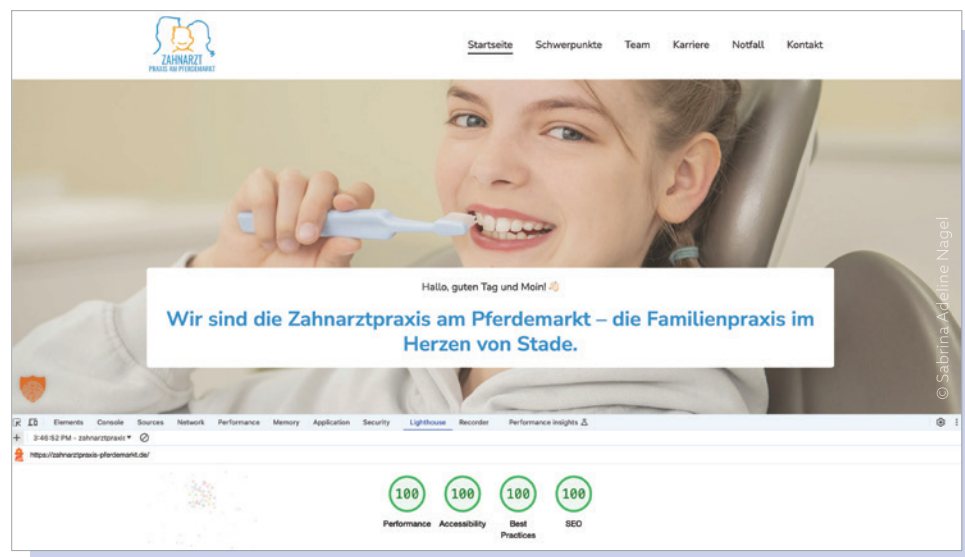 ZAHNARZT
PRAXIS AM PFERDEMARKT
Startseite Schwerpunkte Team Karriere Notfall Kontakt
Hallo, guten Tag und Moin! 👋
Wir sind die Zahnarztpraxis am Pferdemarkt – die Familienpraxis im
Herzen von Stade.
© Sabrina Adeline Nagel
Elements Console Sources Network Performance Memory Application Security Lighthouse Recorder Performance insights
3:46:52 PM - zahnarztpraxis
https://zahnarztpraxis-pferdemarkt.de/
100 100 100 100
Performance Accessibility Best Practices SEO